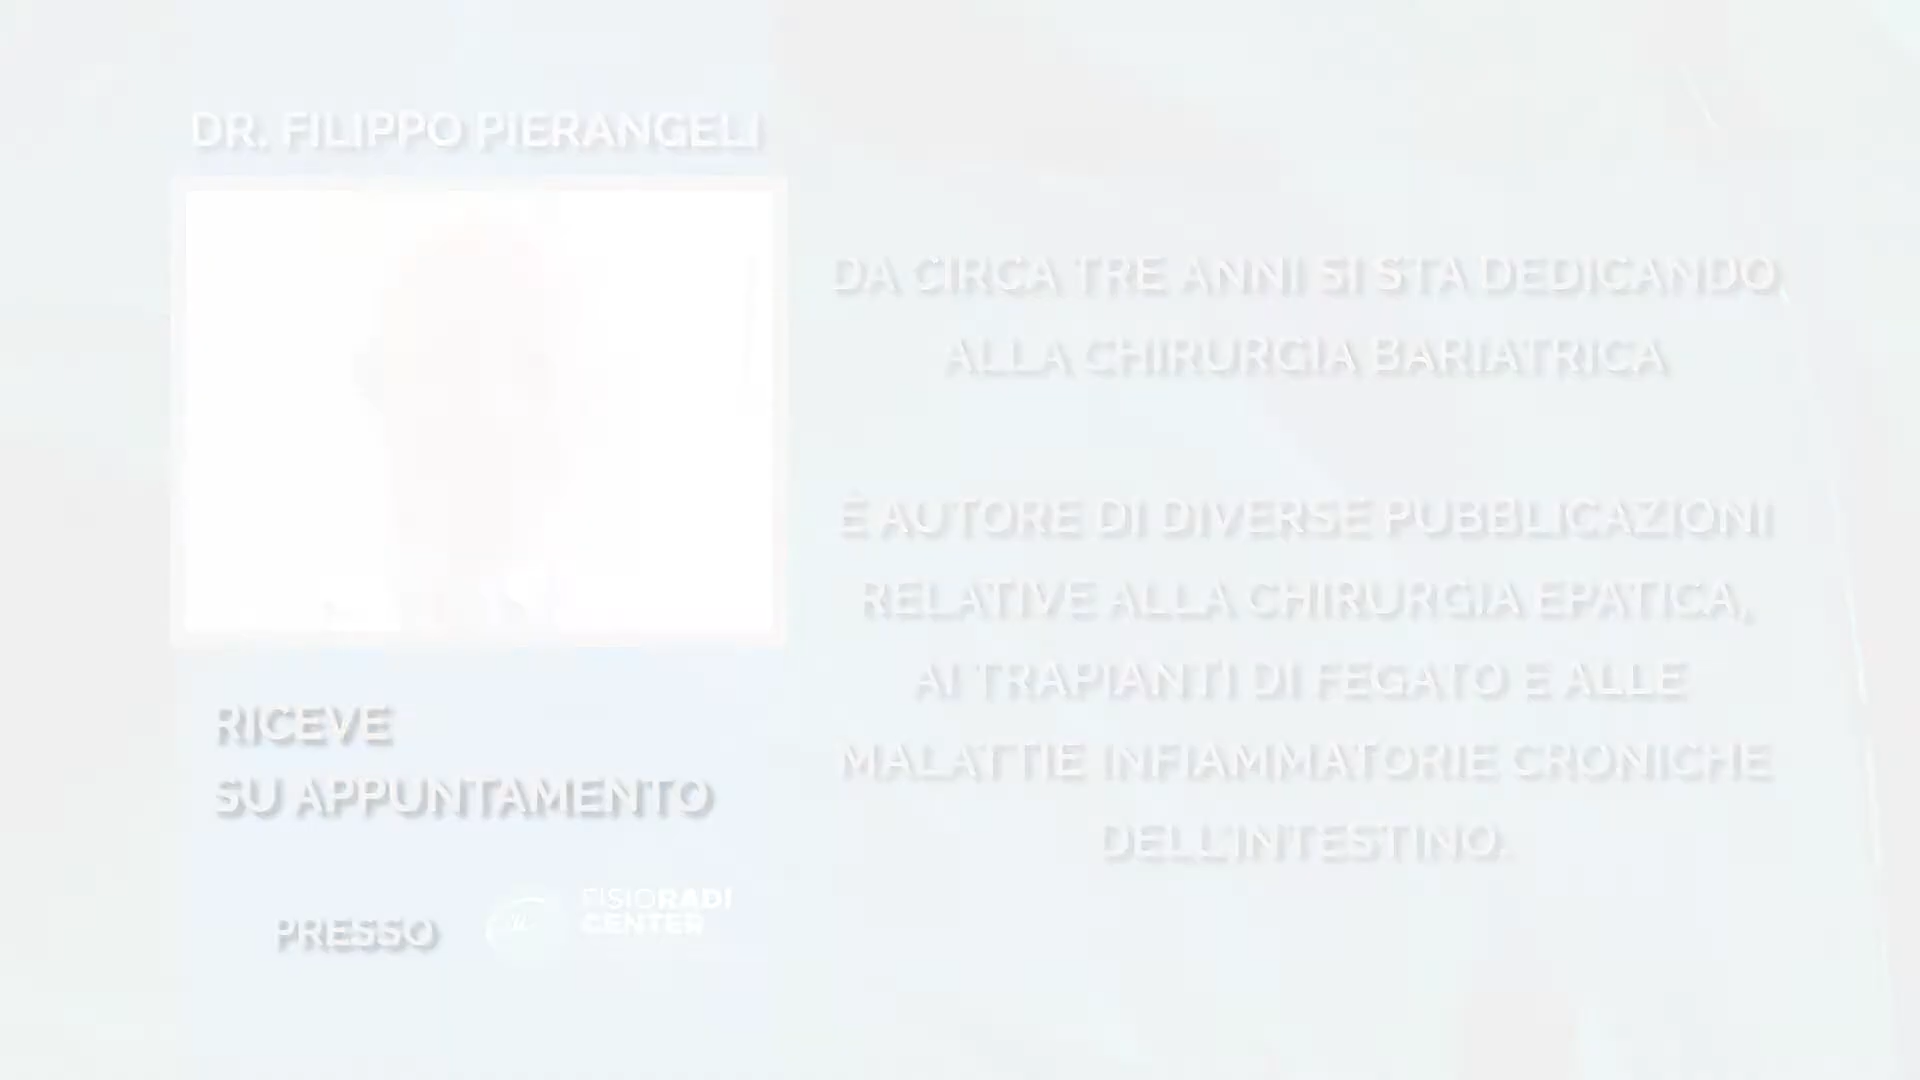 DR. FILIPPO PIERANGELI
RICEVE
SU APPUNTAMENTO
PRESSO
FISIORADI
CENTER
DA CIRCA TRE ANNI SI STA DEDICANDO
ALLA CHIRURGIA BARIATRICA
È AUTORE DI DIVERSE PUBBLICAZIONI
RELATIVE ALLA CHIRURGIA EPATICA,
AI TRAPIANTI DI FEGATO E ALLE
MALATTIE INFIAMMATORIE CRONICHE
DELL'INTESTINO.